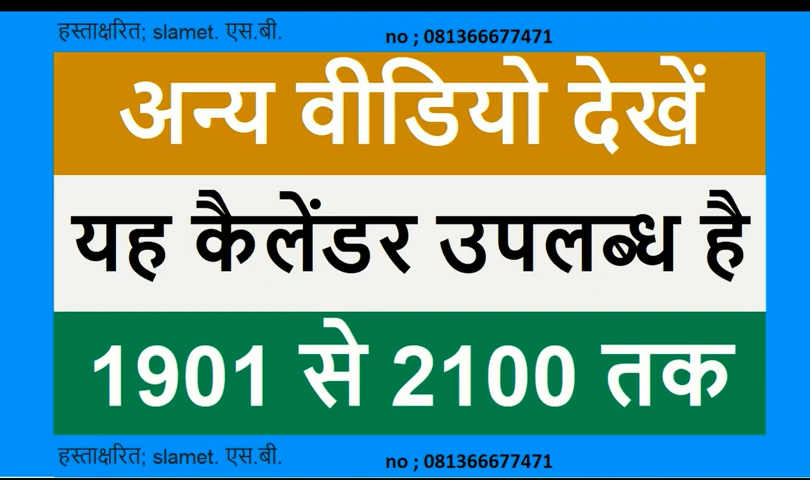 हस्ताक्षरित; slamet. एस.बी. no ; 081366677471
अन्य वीडियो देखें
यह कैलेंडर उपलब्ध है
1901 से 2100 तक
हस्ताक्षरित; slamet. एस.बी. no ; 081366677471